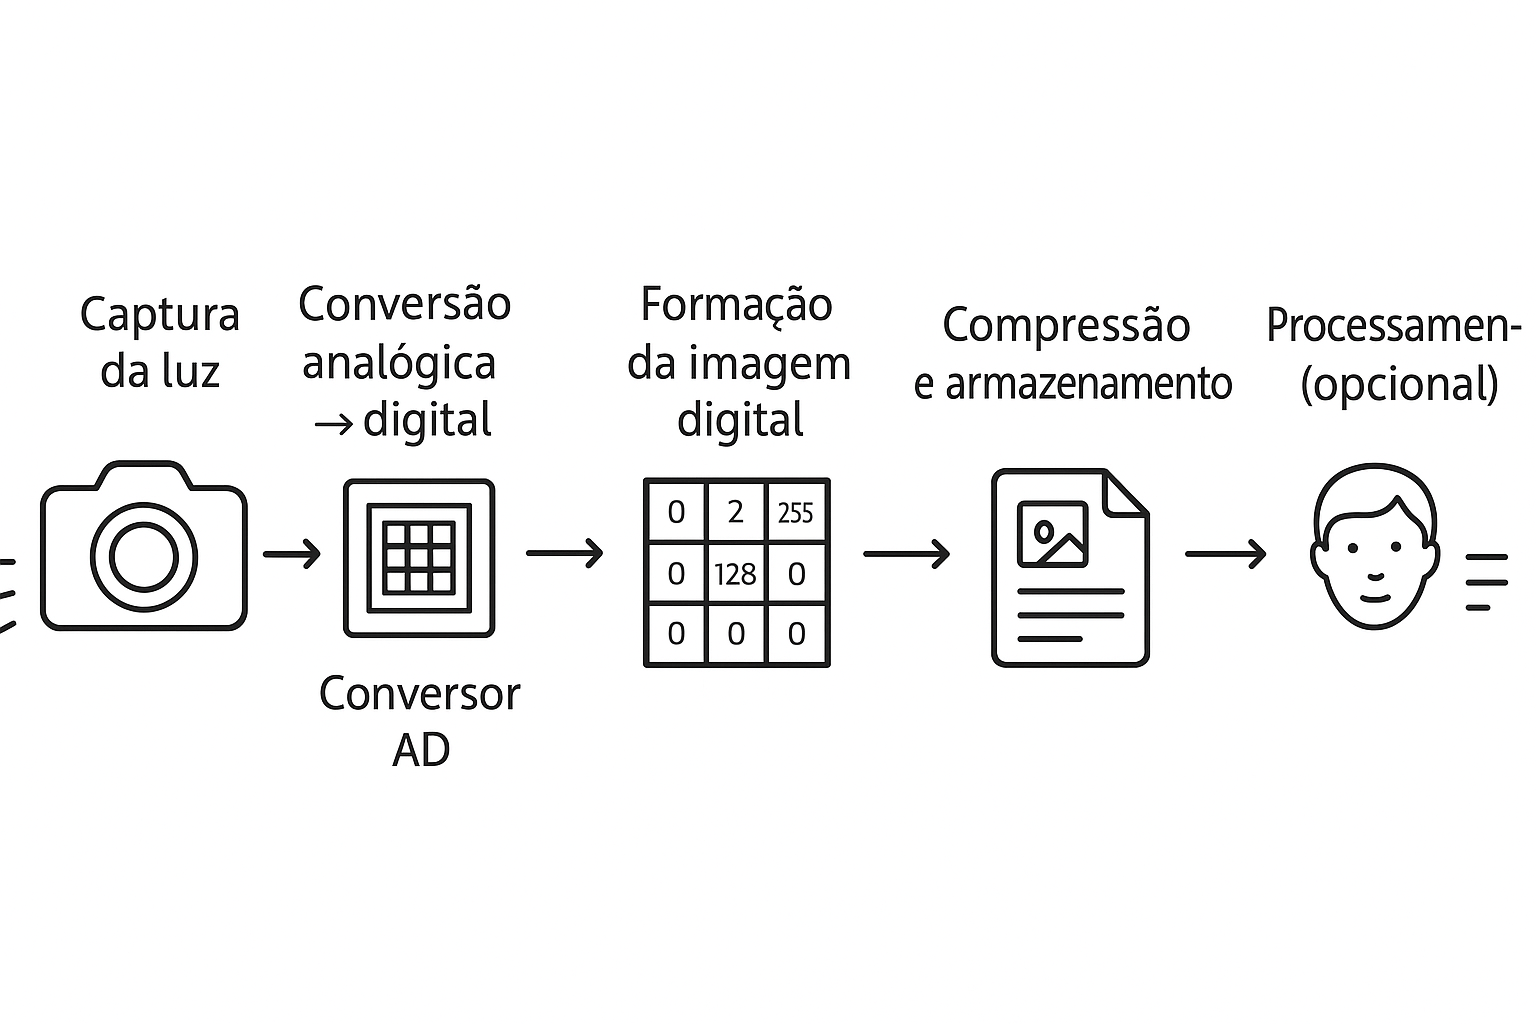 Captura
da luz
Conversão
analógica
→ digital
Conversor
AD
Formação
da imagem
digital
0 2 255
0 128 0
0 0 0
Compressão
e armazenamento
Processamen-
(opcional)